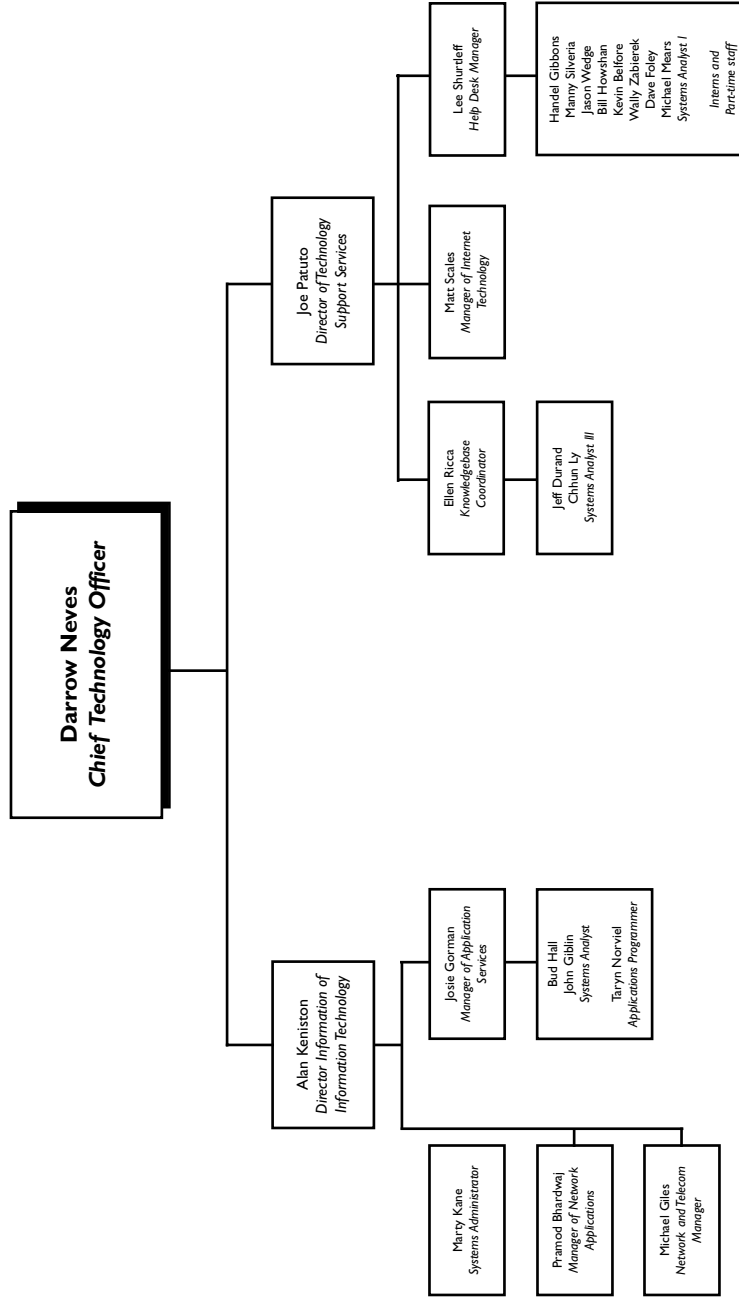 Darrow Neves
Chief Technology Officer
Alan Keniston
Director Information of
Information Technology
Joe Patuto
Director of Technology
Support Services
Marty Kane
Systems Administrator
Pramod Bhardwaj
Manager of Network
Applications
Michael Giles
Network and Telecom
Manager
Josie Gorman
Manager of Application
Services
Bud Hall
John Giblin
Systems Analyst
Taryn Norviel
Applications Programmer
Ellen Ricca
Knowledgebase
Coordinator
Jeff Durand
Chhun Ly
Systems Analyst III
Matt Scales
Manager of Internet
Technology
Lee Shurtleff
Help Desk Manager
Handel Gibbons
Manny Silveria
Jason Wedge
Bill Howshan
Kevin Belfore
Wally Zabierek
Dave Foley
Michael Mears
Systems Analyst I
Interns and
Part-time staff